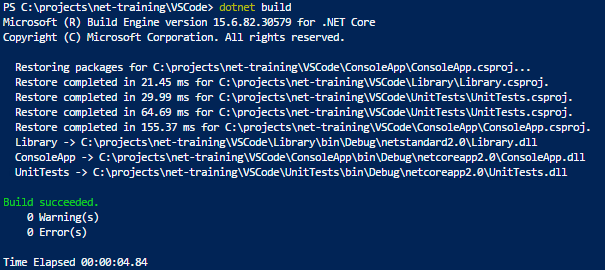 PS C:\projects\net-training\VSCode> dotnet build
Microsoft (R) Build Engine version 15.6.82.30579 for .NET Core
Copyright (C) Microsoft Corporation. All rights reserved.
Restoring packages for C:\projects\net-training\VSCode\ConsoleApp\ConsoleApp.csproj...
Restore completed in 21.45 ms for C:\projects\net-training\VSCode\Library\Library.csproj.
Restore completed in 29.99 ms for C:\projects\net-training\VSCode\UnitTests\UnitTests.csproj.
Restore completed in 64.69 ms for C:\projects\net-training\VSCode\UnitTests\UnitTests.csproj.
Restore completed in 155.37 ms for C:\projects\net-training\VSCode\ConsoleApp\ConsoleApp.csproj.
Library -> C:\projects\net-training\VSCode\Library\bin\Debug\netstandard2.0\Library.dll
ConsoleApp -> C:\projects\net-training\VSCode\ConsoleApp\bin\Debug\netcoreapp2.0\ConsoleApp.dll
UnitTests -> C:\projects\net-training\VSCode\UnitTests\bin\Debug\netcoreapp2.0\UnitTests.dll
Build succeeded.
0 Warning(s)
0 Error(s)
Time Elapsed 00:00:04.84